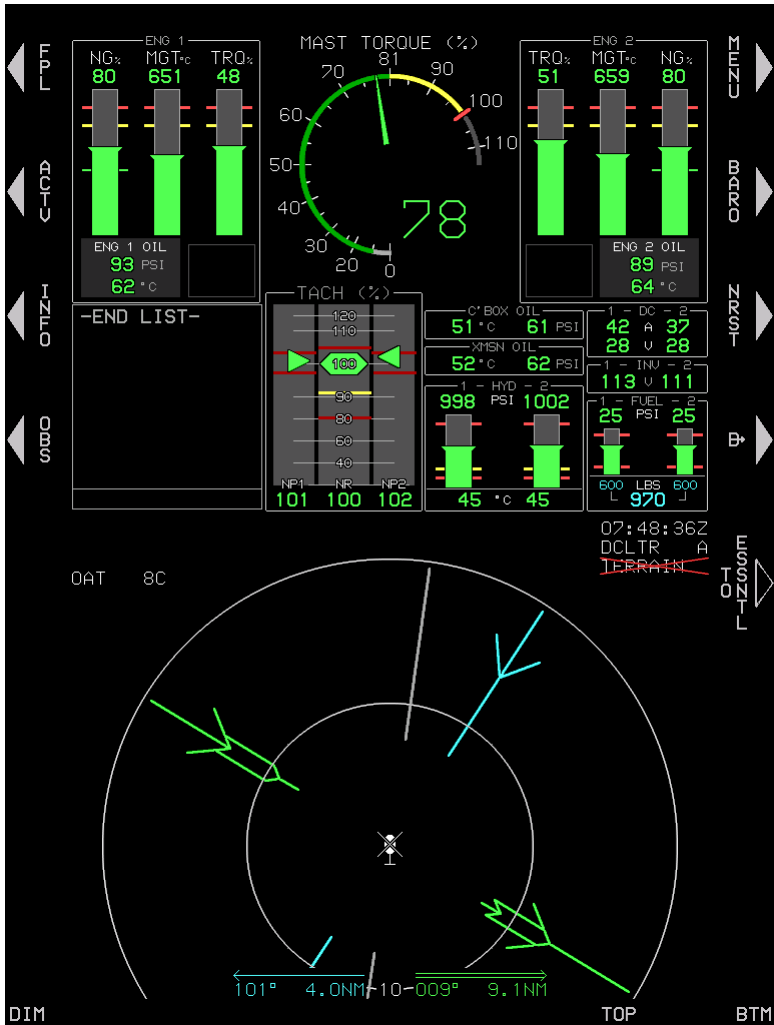 FPL
ACTV
INFO
OBS
MENU
BARO
NRST
ESSNTL
TO
ENG 1
NG% MGT°C TRQ%
80 651 48
ENG 1 OIL
93 PSI
62 °C
MAST TORQUE (%)
81
70 90
60 100
50 110
40
30
20 0
78
ENG 2
TRQ% MGT°C NG%
51 659 80
ENG 2 OIL
89 PSI
64 °C
-END LIST-
TACH (%)
120
110
100
90
80
60
40
NP1 NR NP2
101 100 102
C'BOX OIL
51 °C 61 PSI
XMSN OIL
52 °C 62 PSI
1 - HYD - 2
998 PSI 1002
45 °C 45
1 - DC - 2
42 A 37
28 V 28
1 - INV - 2
113 V 111
1 - FUEL - 2
25 PSI 25
600 LBS 600
970
07:48:36Z
DCLTR A
TERRAIN
OAT 8C
101° 4.0NM-10-009° 9.1NM
DIM TOP BTM